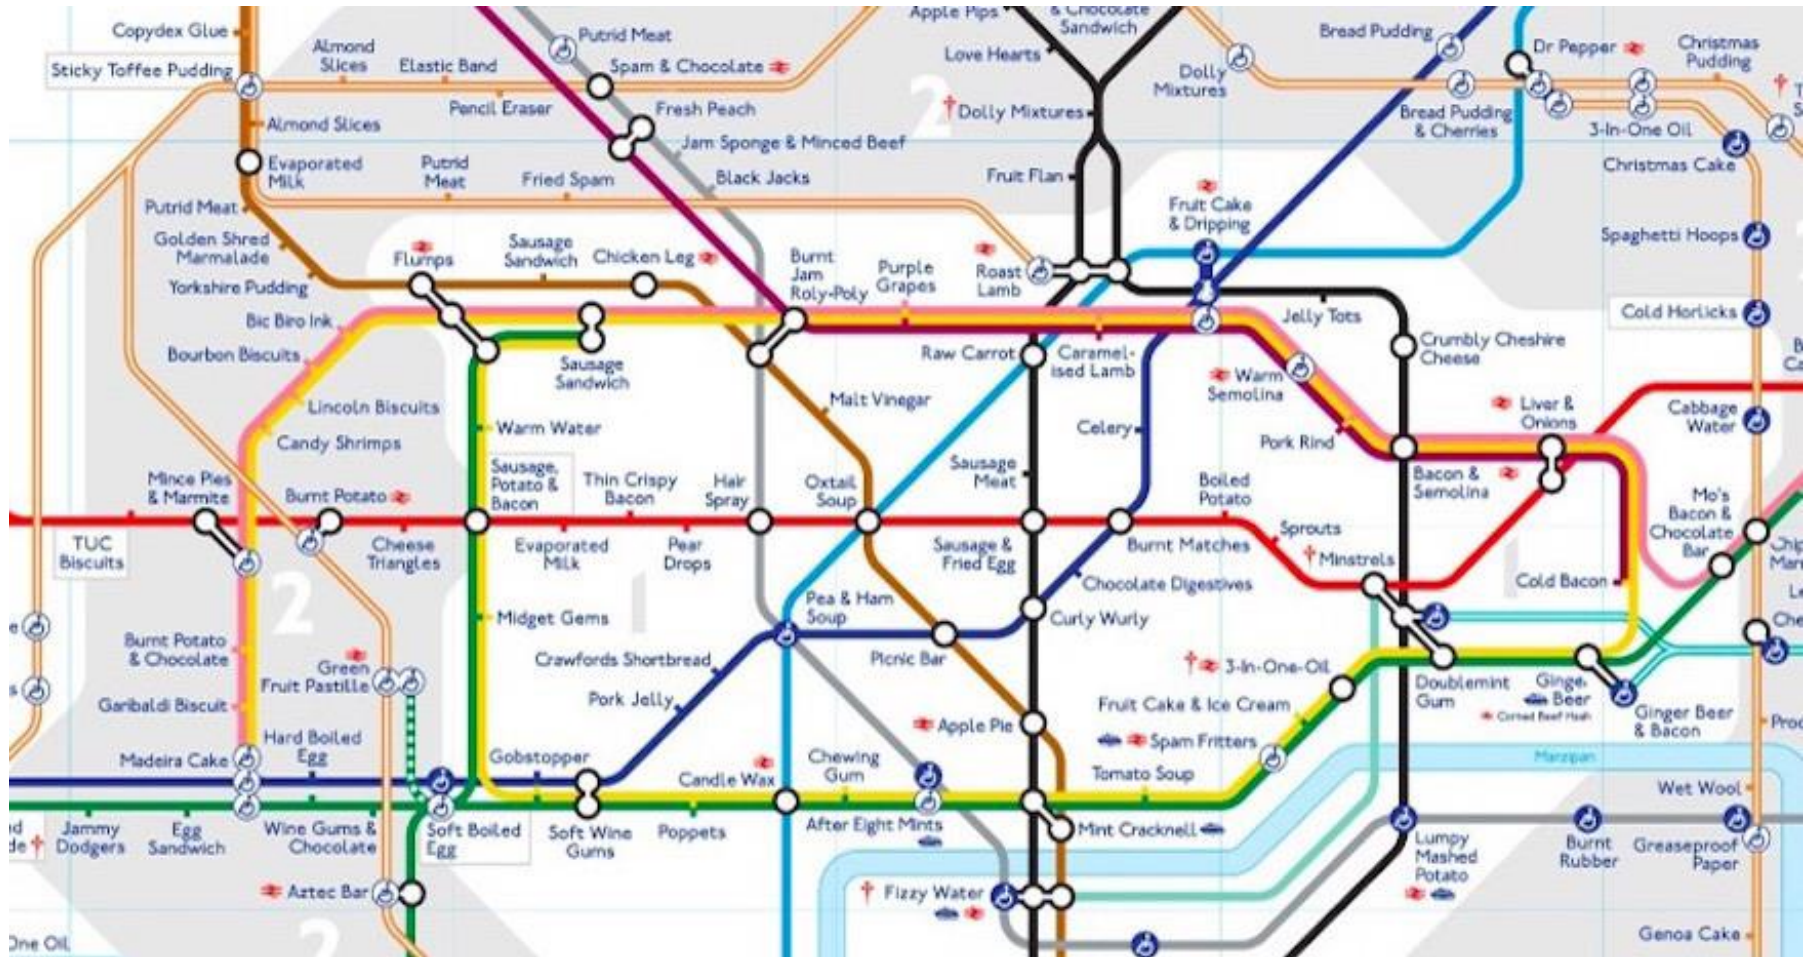 Apple Pips
& Chocolate
Sandwich
Copydex Glue
Almond
Slices
Elastic Band
Putrid Meat
Spam & Chocolate
Love Hearts
Bread Pudding
Dr Pepper
Christmas
Pudding
Sticky Toffee Pudding
Pencil Eraser
Fresh Peach
2
Dolly Mixtures
Dolly
Mixtures
Bread Pudding
& Cherries
3-In-One Oil
Almond Slices
Jam Sponge & Minced Beef
Christmas Cake
Evaporated
Milk
Putrid
Meat
Fried Spam
Black Jacks
Fruit Flan
Putrid Meat
Fruit Cake
& Dripping
Golden Shred
Marmalade
Flumps
Sausage
Sandwich
Chicken Leg
Burnt
Jam
Roly-Poly
Purple
Grapes
Roast
Lamb
Spaghetti Hoops
Yorkshire Pudding
Bic Biro Ink
Jelly Tots
Cold Horlicks
Bourbon Biscuits
Sausage
Sandwich
Raw Carrot
Caramel-
ised Lamb
Warm
Semolina
Crumbly Cheshire
Cheese
Lincoln Biscuits
Malt Vinegar
Liver &
Onions
Cabbage
Water
Candy Shrimps
Warm Water
Celery
Pork Rind
Mince Pies
& Marmite
Burnt Potato
Sausage,
Potato &
Bacon
Thin Crispy
Bacon
Hair
Spray
Oxtail
Soup
Sausage
Meat
Boiled
Potato
Bacon &
Semolina
Mo's
Bacon &
Chocolate
Bar
TUC
Biscuits
Cheese
Triangles
Evaporated
Milk
Pear
Drops
Sausage &
Fried Egg
Burnt Matches
Sprouts
Minstrels
Cold Bacon
Chocolate Digestives
2
1
1
Midget Gems
Pea & Ham
Soup
Curly Wurly
Burnt Potato
& Chocolate
Green
Fruit Pastille
Crawfords Shortbread
Picnic Bar
3-In-One-Oil
Doublemint
Gum
Beer
Corned Beef Hash
Ginger Beer
& Bacon
Garibaldi Biscuit
Pork Jelly
Apple Pie
Fruit Cake & Ice Cream
Spam Fritters
Hard Boiled
Egg
Madeira Cake
Gobstopper
Candle Wax
Chewing
Gum
Tomato Soup
Marzipan
Wet Wool
Jammy
Dodgers
Egg
Sandwich
Wine Gums &
Chocolate
Soft Boiled
Egg
Soft Wine
Gums
Poppets
After Eight Mints
Mint Cracknell
Lumpy
Mashed
Potato
Burnt
Rubber
Greaseproof
Paper
Aztec Bar
Fizzy Water
2
One Oil
Genoa Cake